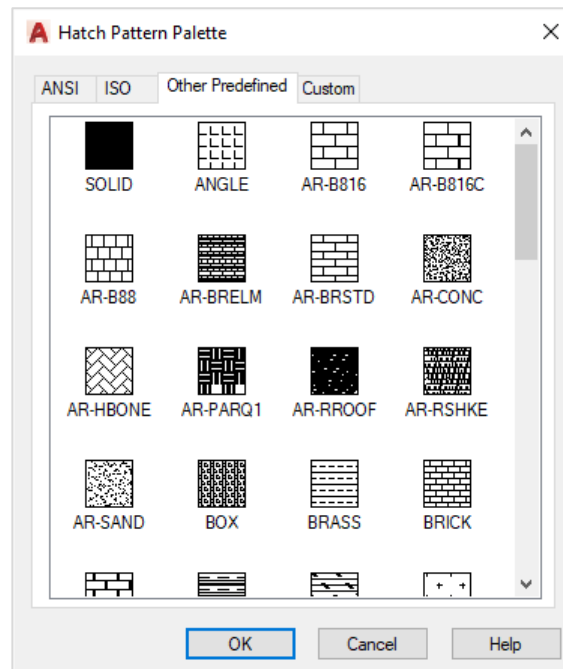 Hatch Pattern Palette
ANSI ISO Other Predefined Custom
SOLID ANGLE AR-B816 AR-B816C
AR-B88 AR-BRELM AR-BRSTD AR-CONC
AR-HBONE AR-PARQ1 AR-RROOF AR-RSHKE
AR-SAND BOX BRASS BRICK
OK Cancel Help